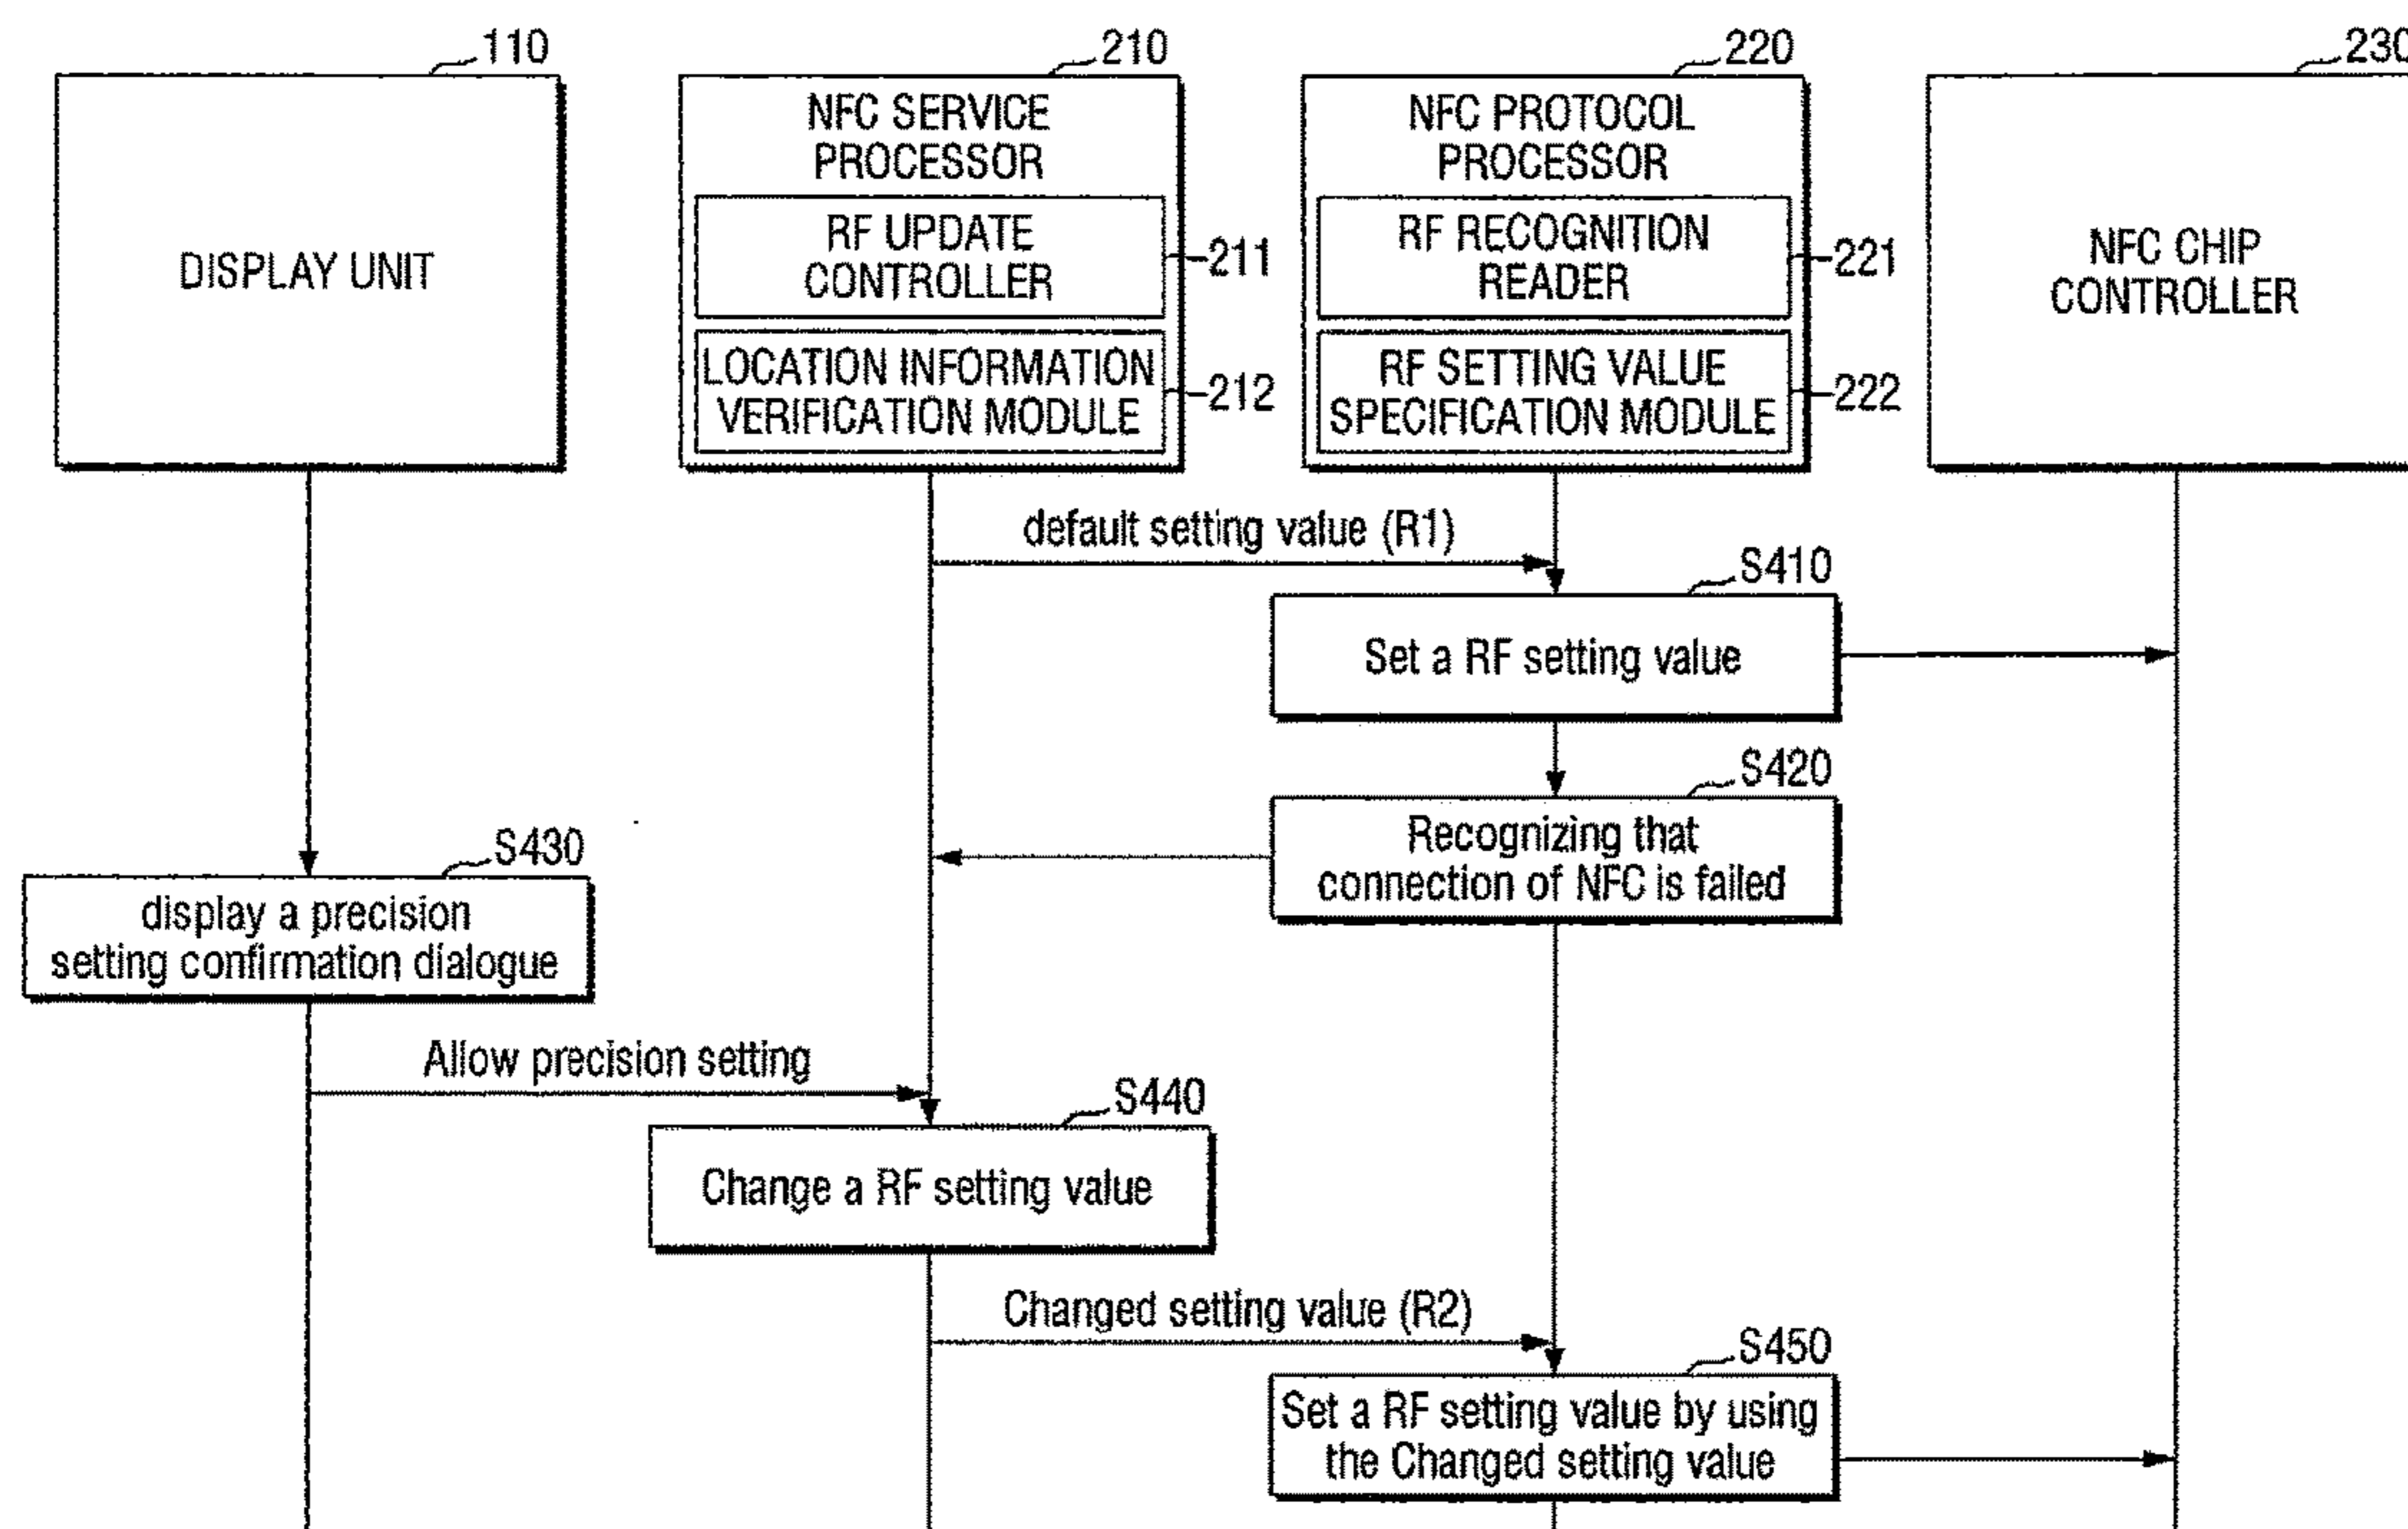 110
210
220
230
DISPLAY UNIT
NFC SERVICE
PROCESSOR
RF UPDATE
CONTROLLER
211
LOCATION INFORMATION
VERIFICATION MODULE
212
NFC PROTOCOL
PROCESSOR
RF RECOGNITION
READER
221
RF SETTING VALUE
SPECIFICATION MODULE
222
NFC CHIP
CONTROLLER
default setting value (R1)
S410
Set a RF setting value
S420
Recognizing that
connection of NFC is failed
S430
display a precision
setting confirmation dialogue
Allow precision setting
S440
Change a RF setting value
Changed setting value (R2)
S450
Set a RF setting value by using
the Changed setting value